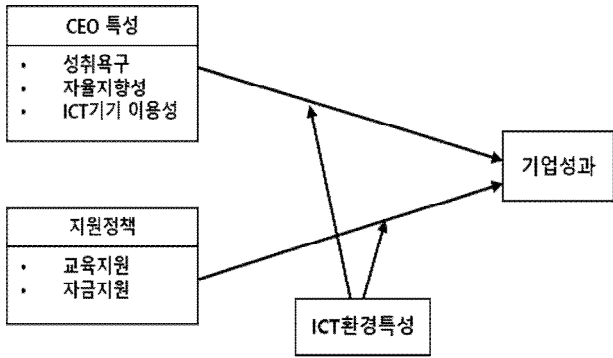 CEO 특성
• 성취욕구
• 자율지향성
• ICT기기 이용성
기업성과
지원정책
• 교육지원
• 자금지원
ICT환경특성